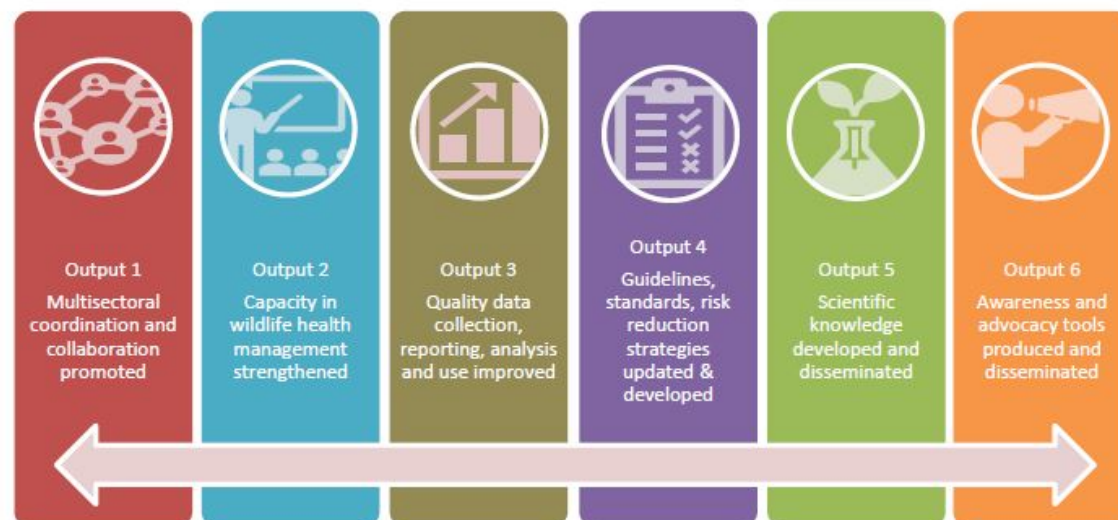 Output 1
Multisectoral
coordination and
collaboration
promoted
Output 2
Capacity in
wildlife health
management
strengthened
Output 3
Quality data
collection,
reporting, analysis
and use improved
Output 4
Guidelines,
standards, risk
reduction
strategies
updated &
developed
Output 5
Scientific
knowledge
developed and
disseminated
Output 6
Awareness and
advocacy tools
produced and
disseminated